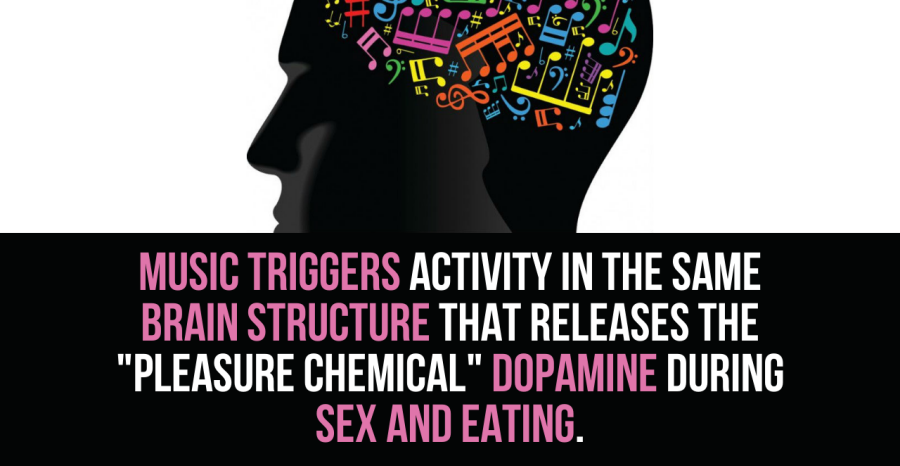 MUSIC TRIGGERS ACTIVITY IN THE SAME
BRAIN STRUCTURE THAT RELEASES THE
"PLEASURE CHEMICAL" DOPAMINE DURING
SEX AND EATING.